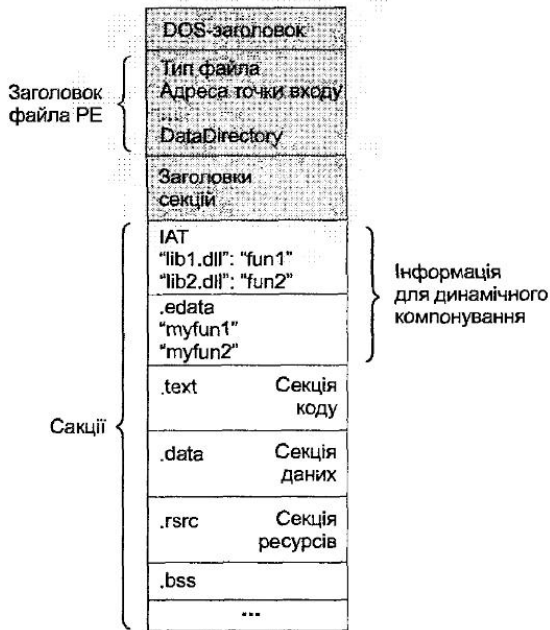 DOS-заголовок
Заголовок
файла PE
Тип файла
Адреса точки входу
....
DataDirectory
Заголовки
секцій
Сакції
IAT
"lib1.dll": "fun1"
"lib2.dll": "fun2"
.edata
"myfun1"
"myfun2"
Інформація
для динамічного
компонування
.text Секція
коду
.data Секція
даних
.rsrc Секція
ресурсів
.bss
...